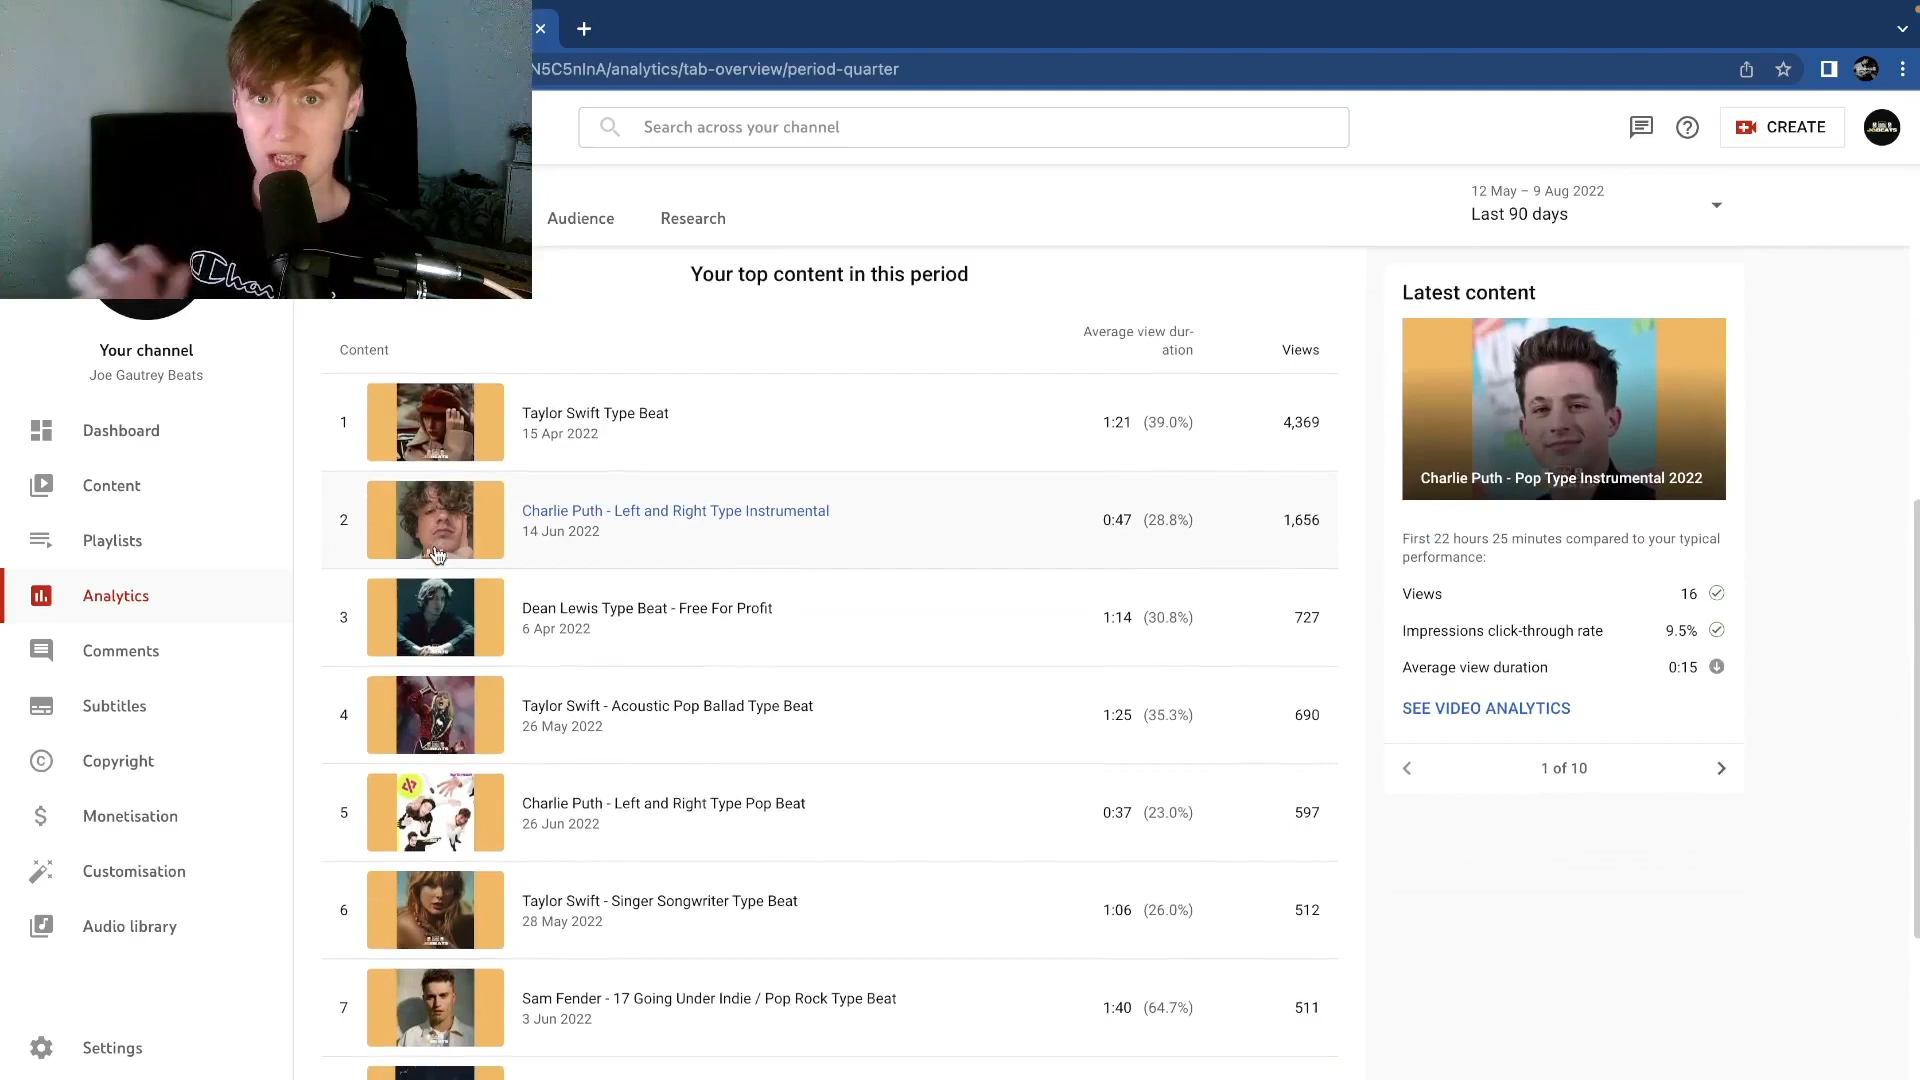 N5C5nInA/analytics/tab-overview/period-quarter
Search across your channel
CREATE
Audience
Research
12 May – 9 Aug 2022
Last 90 days
Cha
Your channel
Joe Gautrey Beats
Dashboard
Content
Playlists
Analytics
Comments
Subtitles
Copyright
Monetisation
Customisation
Audio library
Settings
Your top content in this period
Content
Average view dur-
ation
Views
1
Taylor Swift Type Beat
15 Apr 2022
1:21 (39.0%)
4,369
2
Charlie Puth - Left and Right Type Instrumental
14 Jun 2022
0:47 (28.8%)
1,656
3
Dean Lewis Type Beat - Free For Profit
6 Apr 2022
1:14 (30.8%)
727
4
Taylor Swift - Acoustic Pop Ballad Type Beat
26 May 2022
1:25 (35.3%)
690
5
Charlie Puth - Left and Right Type Pop Beat
26 Jun 2022
0:37 (23.0%)
597
6
Taylor Swift - Singer Songwriter Type Beat
28 May 2022
1:06 (26.0%)
512
7
Sam Fender - 17 Going Under Indie / Pop Rock Type Beat
3 Jun 2022
1:40 (64.7%)
511
Latest content
Charlie Puth - Pop Type Instrumental 2022
First 22 hours 25 minutes compared to your typical
performance:
Views
16
Impressions click-through rate
9.5%
Average view duration
0:15
SEE VIDEO ANALYTICS
1 of 10